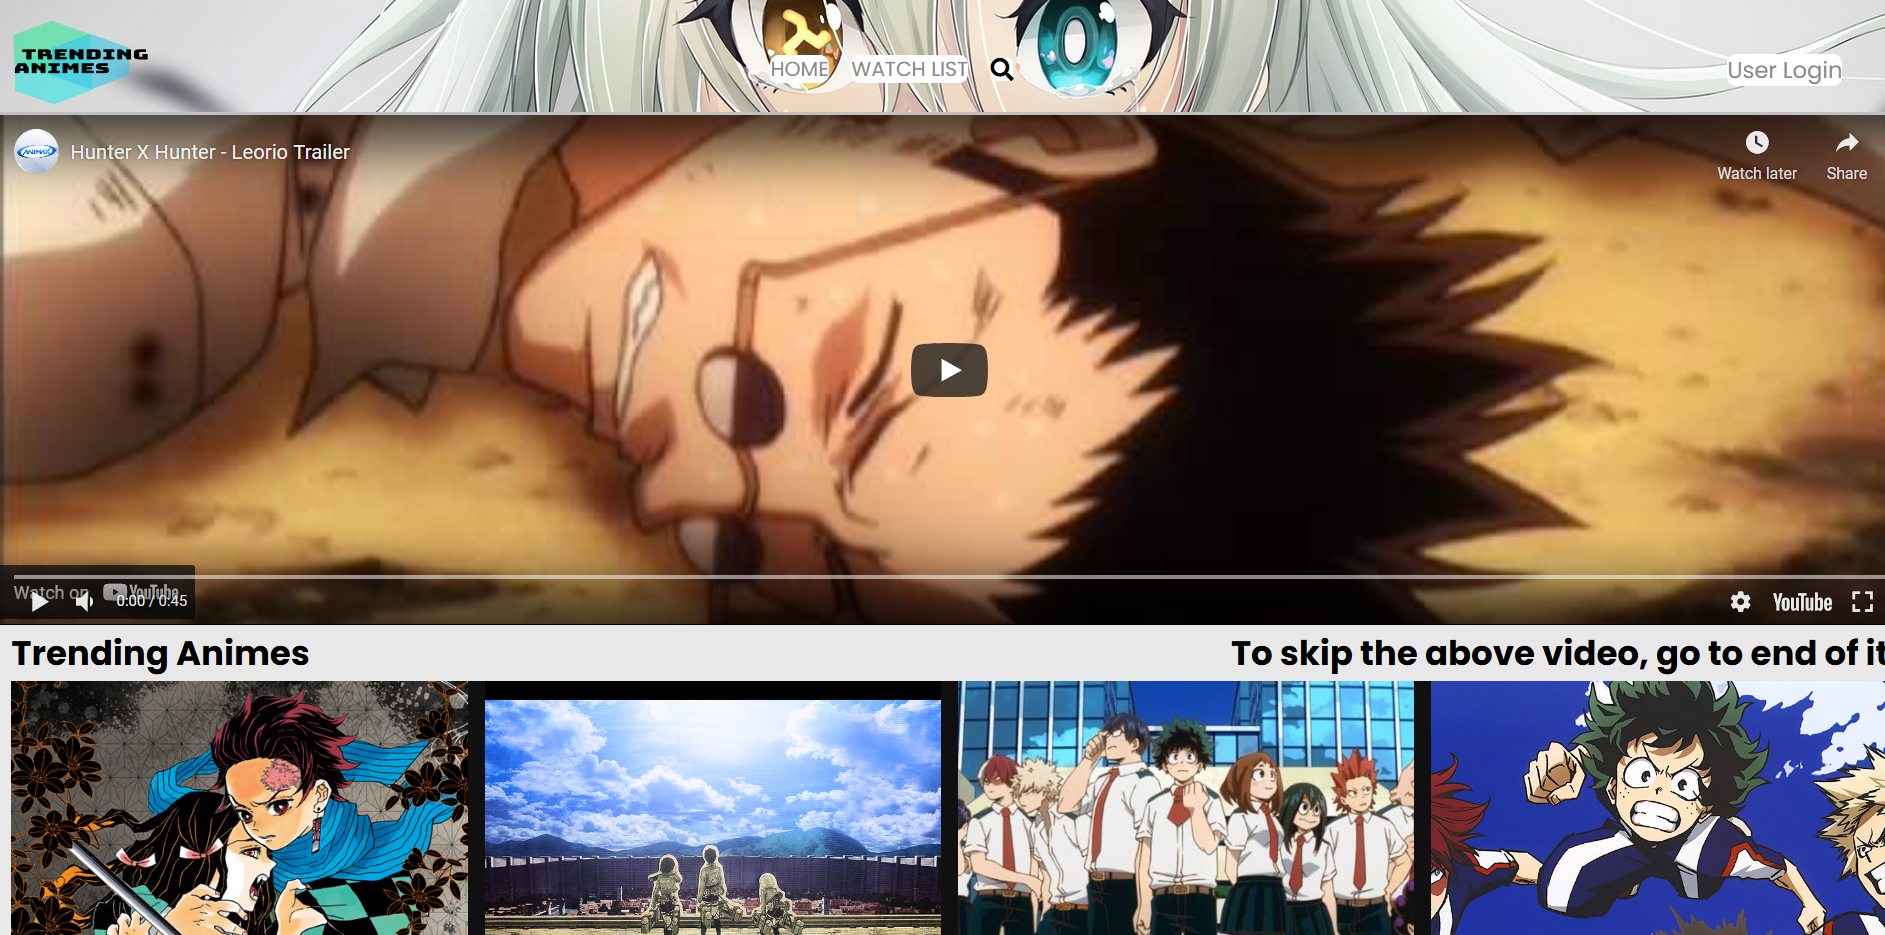 TRENDING
ANIMES
HOME WATCH LIST
User Login
ANIMAX
Hunter X Hunter - Leorio Trailer
Watch later Share
Watch on YouTube
0:00 / 0:45
YouTube
Trending Animes
To skip the above video, go to end of it